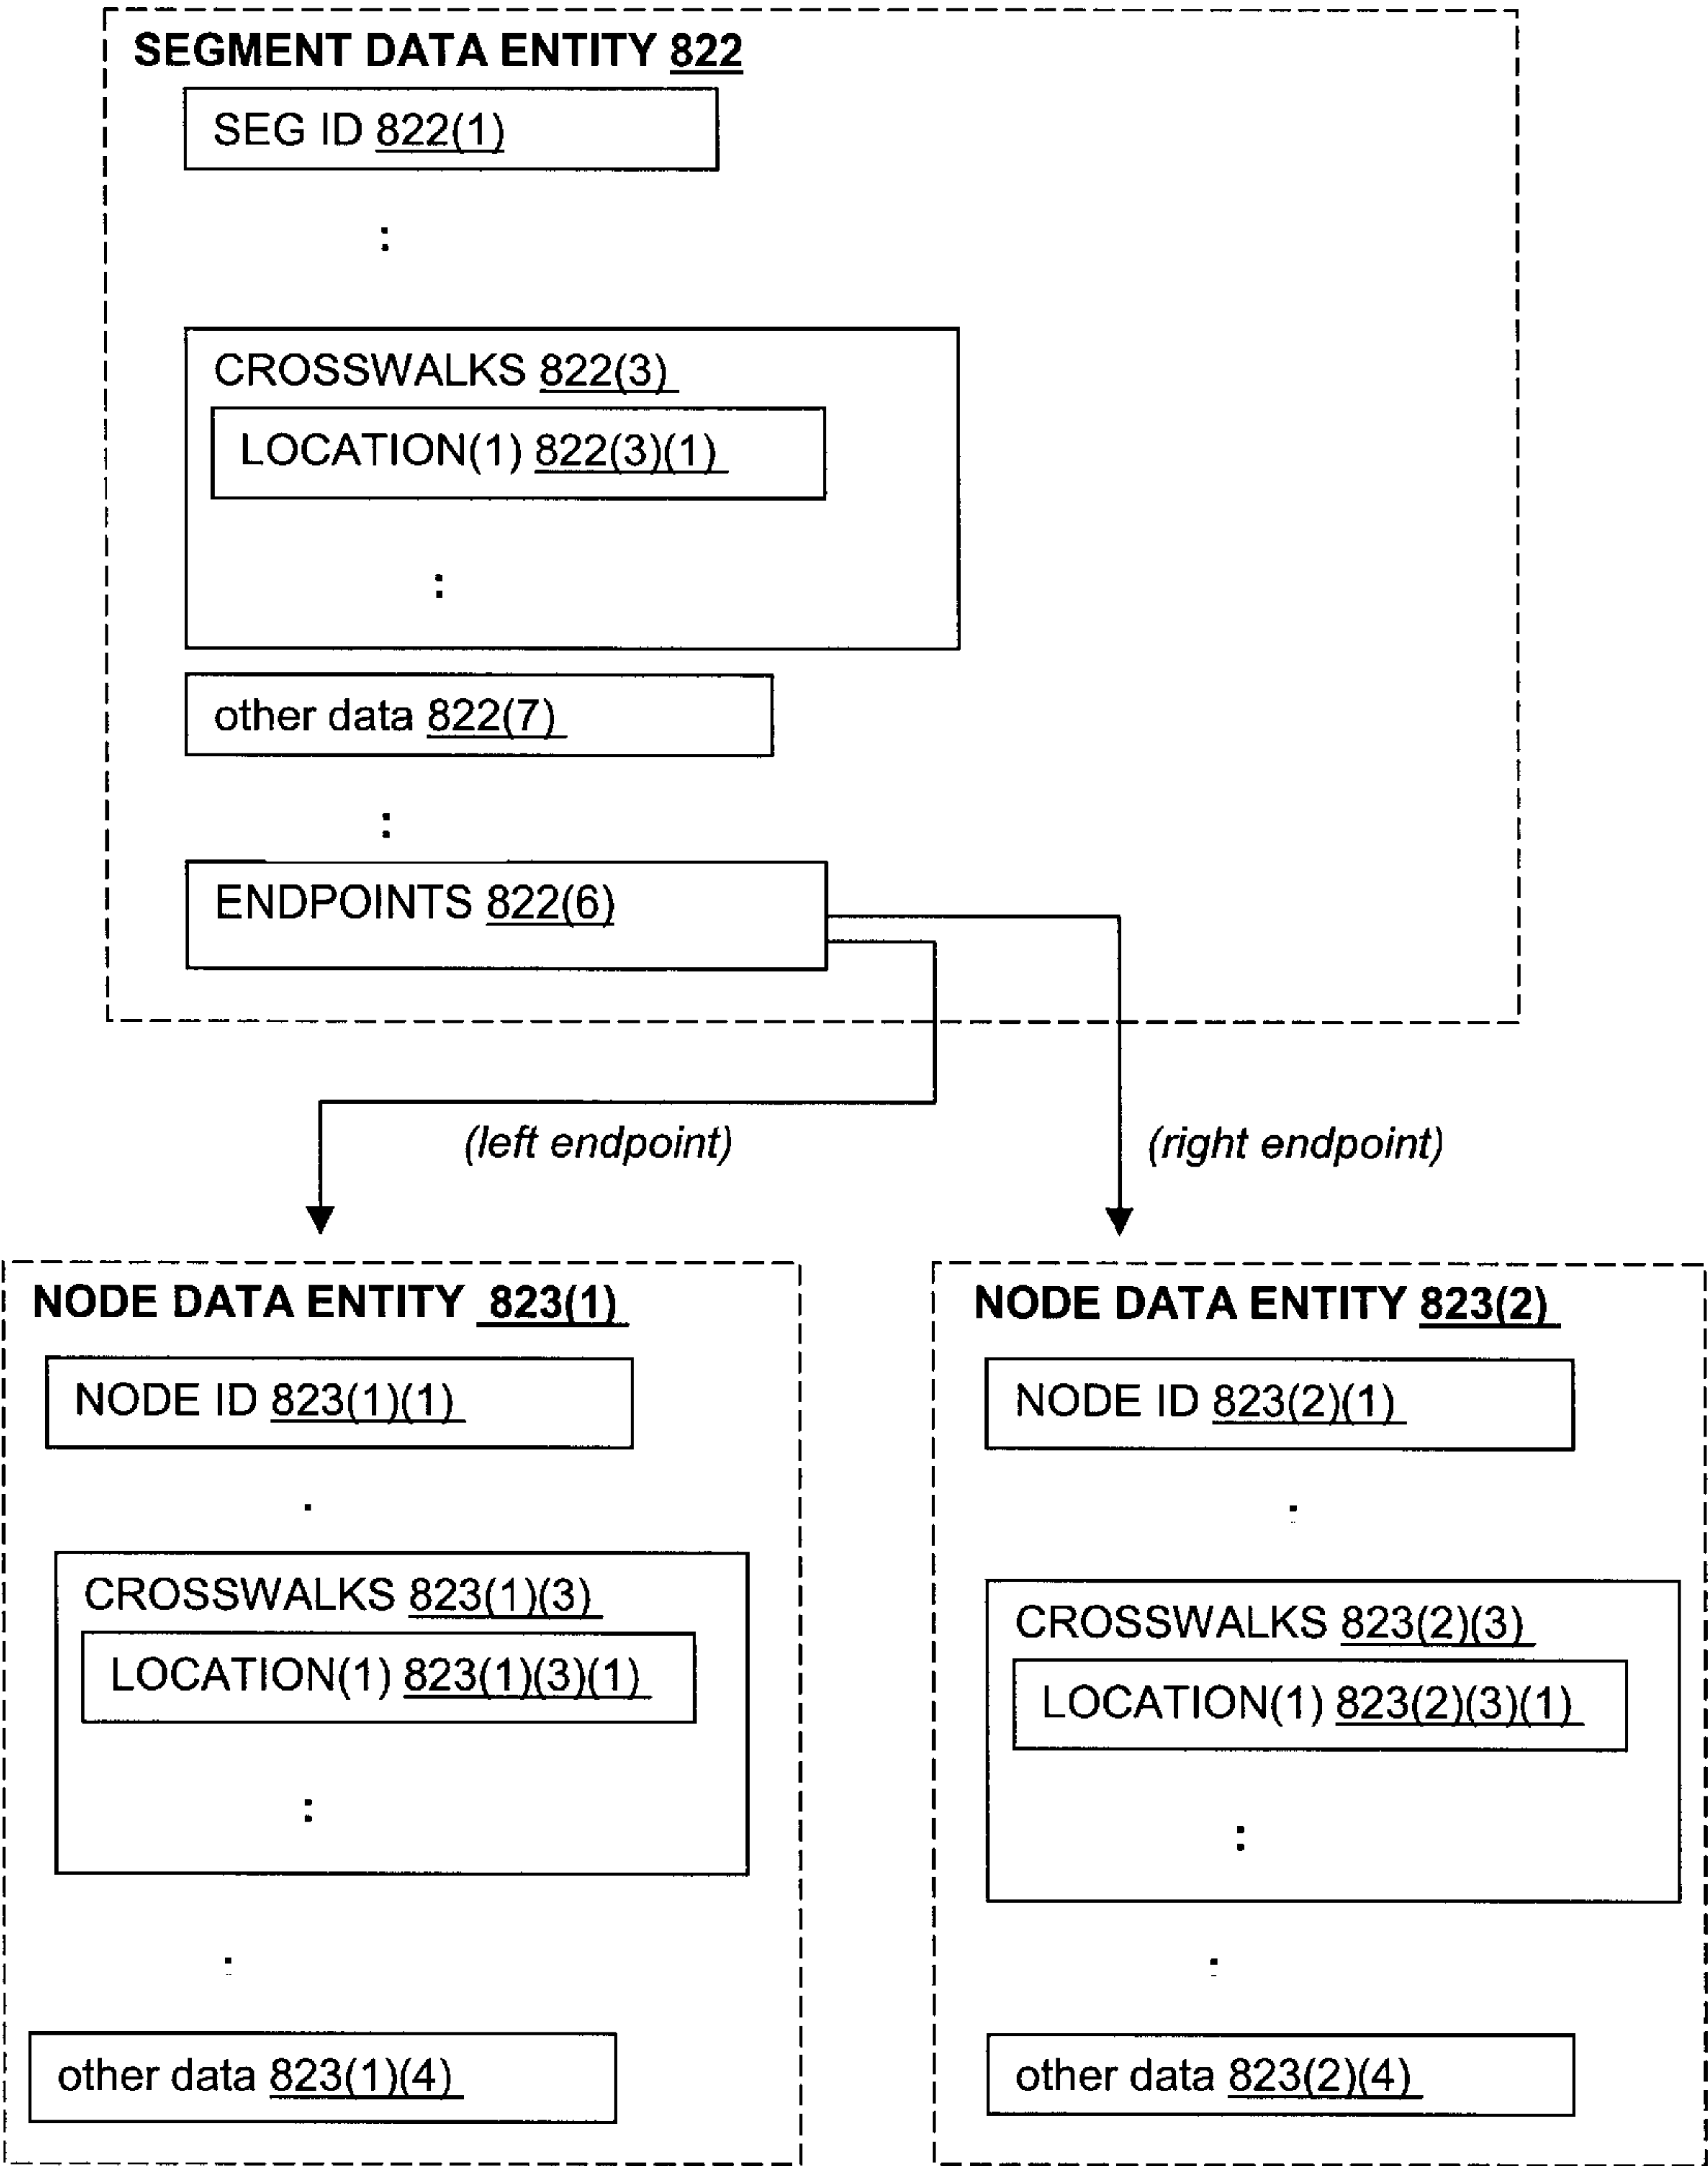 SEGMENT DATA ENTITY 822
SEG ID 822(1)
:
CROSSWALKS 822(3)
LOCATION(1) 822(3)(1)
:
other data 822(7)
:
ENDPOINTS 822(6)
(left endpoint)
(right endpoint)
NODE DATA ENTITY 823(1)
NODE ID 823(1)(1)
.
CROSSWALKS 823(1)(3)
LOCATION(1) 823(1)(3)(1)
:
:
other data 823(1)(4)
NODE DATA ENTITY 823(2)
NODE ID 823(2)(1)
:
CROSSWALKS 823(2)(3)
LOCATION(1) 823(2)(3)(1)
:
:
other data 823(2)(4)